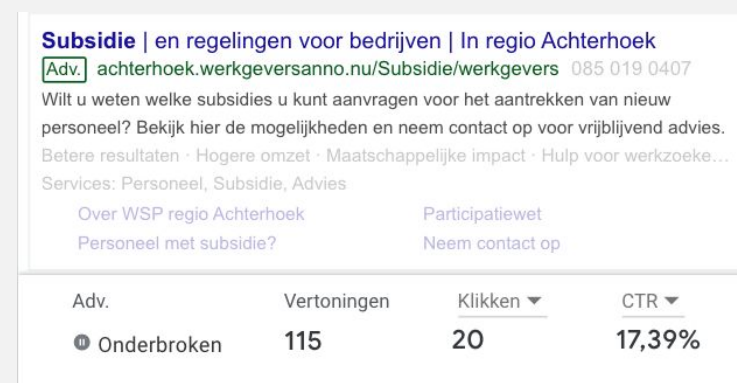 Subsidie | en regelingen voor bedrijven | In regio Achterhoek
Adv. achterhoek.werkgeversanno.nu/Subsidie/werkgevers 085 019 0407
Wilt u weten welke subsidies u kunt aanvragen voor het aantrekken van nieuw
personeel? Bekijk hier de mogelijkheden en neem contact op voor vrijblijvend advies.
Betere resultaten · Hogere omzet · Maatschappelijke impact · Hulp voor werkzoeke...
Services: Personeel, Subsidie, Advies
Over WSP regio Achterhoek Participatiewet
Personeel met subsidie? Neem contact op
Adv. Vertoningen Klikken CTR
Onderbroken 115 20 17,39%